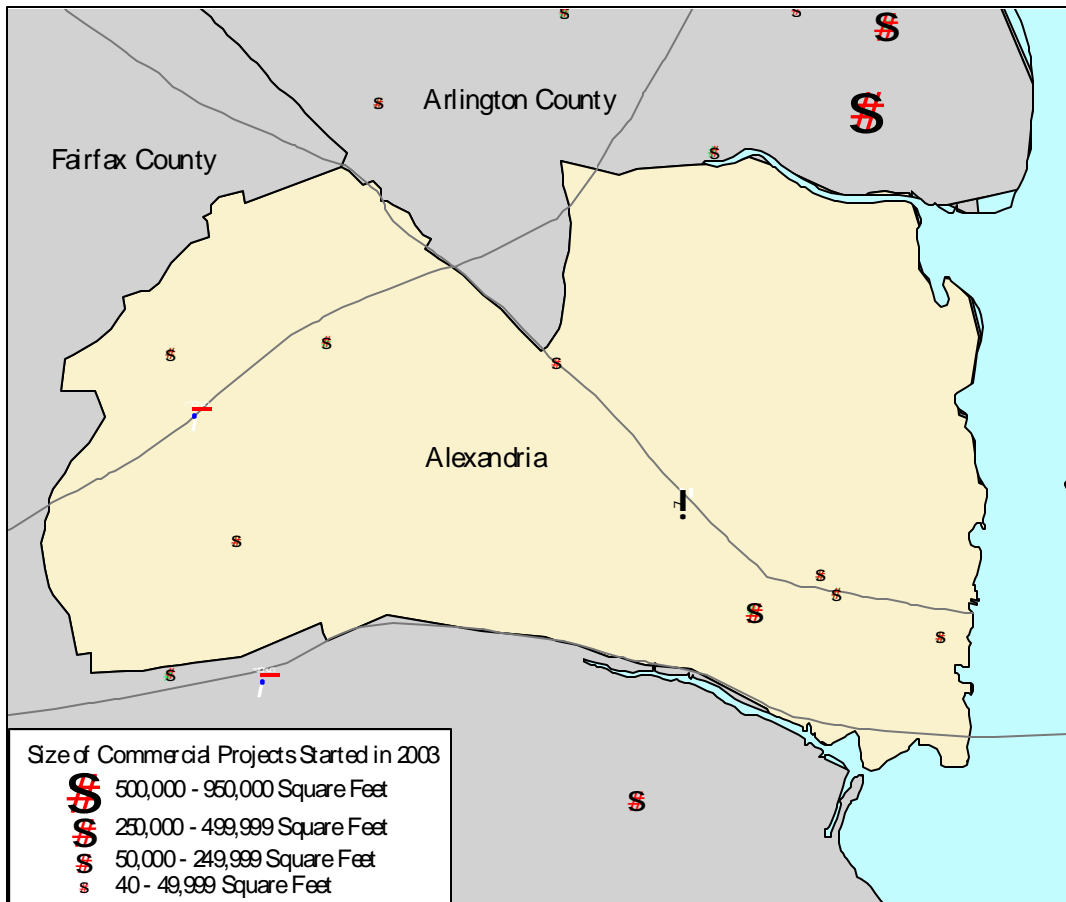 Arlington County
Fairfax County
Alexandria
Size of Commercial Projects Started in 2003
500,000 - 950,000 Square Feet
250,000 - 499,999 Square Feet
50,000 - 249,999 Square Feet
40 - 49,999 Square Feet